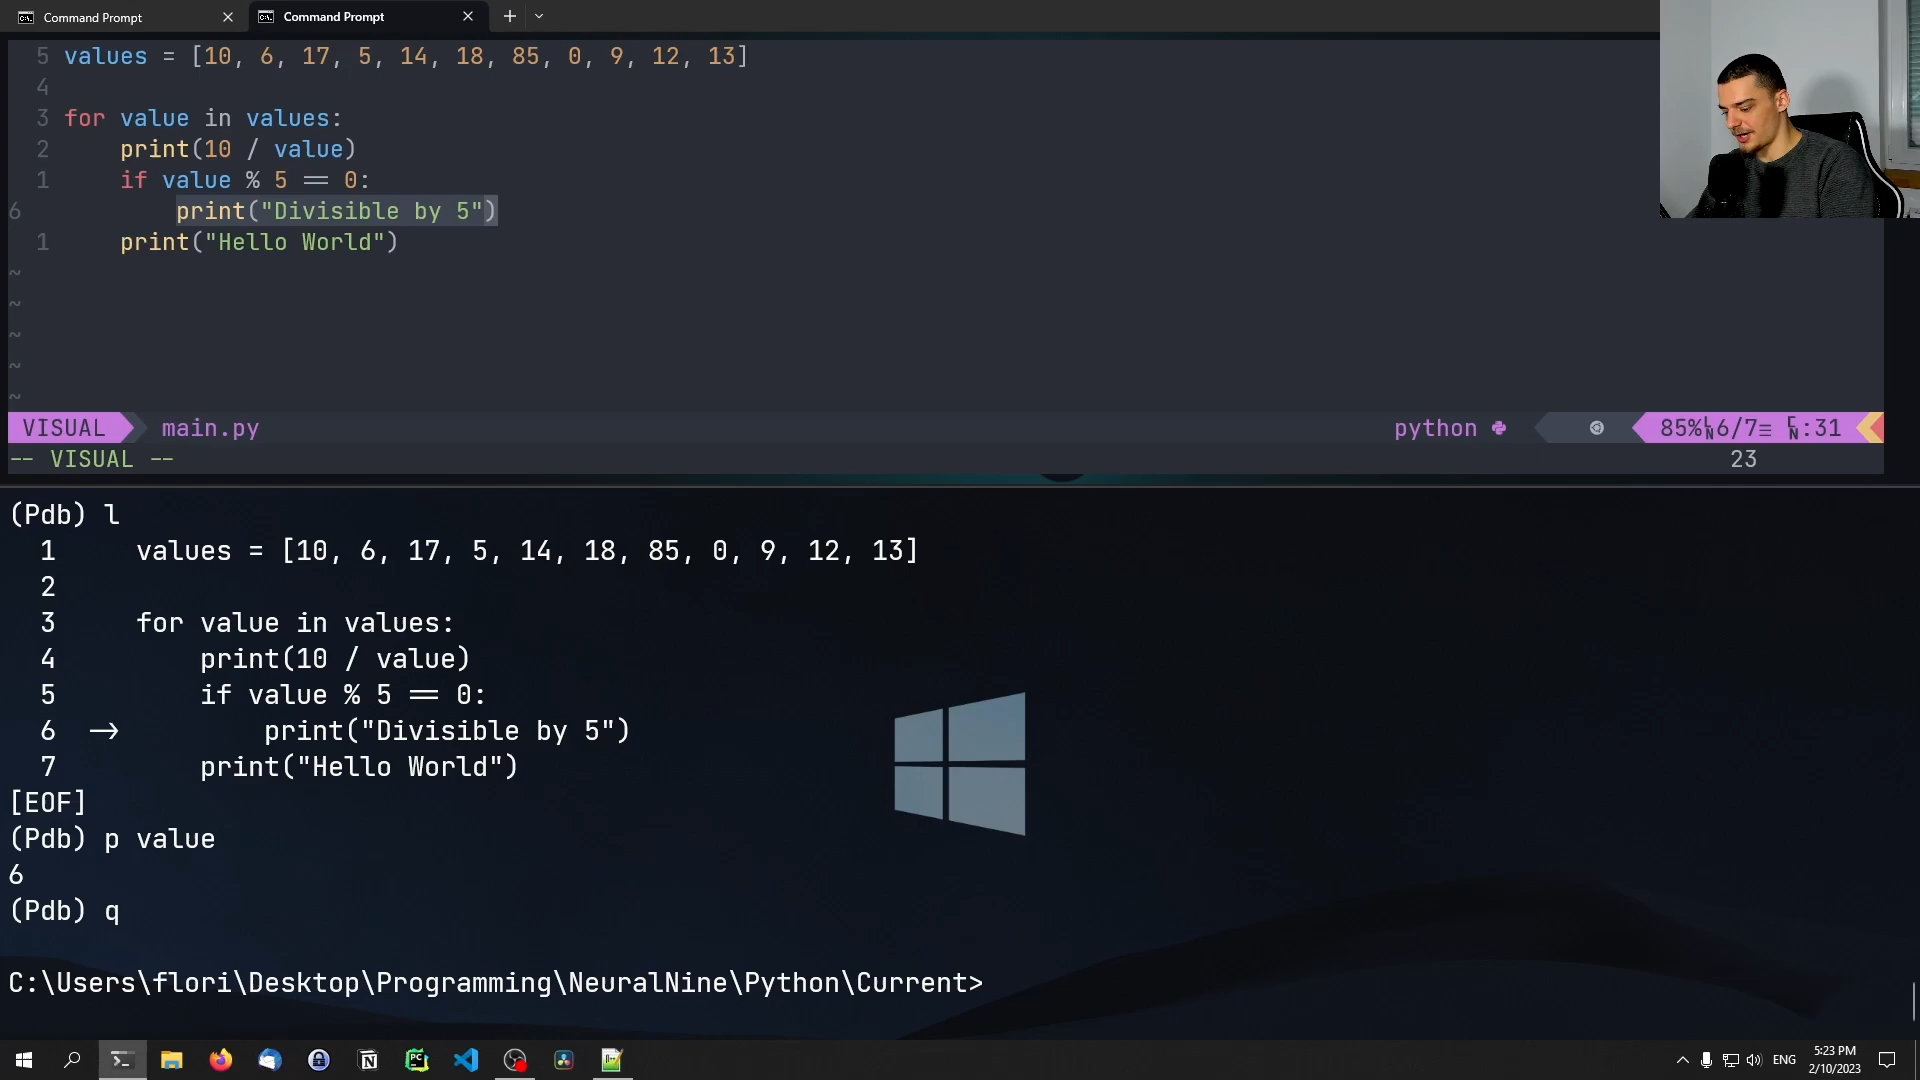 Command Prompt
Command Prompt
5 values = [10, 6, 17, 5, 14, 18, 85, 0, 9, 12, 13]
4
3 for value in values:
2     print(10 / value)
1     if value % 5 == 0:
6         print("Divisible by 5")
1     print("Hello World")
~
~
~
~
~
VISUAL main.py python 85% LN 6/7≡ CN:31
-- VISUAL -- 23
(Pdb) l
1     values = [10, 6, 17, 5, 14, 18, 85, 0, 9, 12, 13]
2
3     for value in values:
4         print(10 / value)
5         if value % 5 == 0:
6  ->         print("Divisible by 5")
7         print("Hello World")
[EOF]
(Pdb) p value
6
(Pdb) q
C:\Users\flori\Desktop\Programming\NeuralNine\Python\Current>
ENG
5:23 PM
2/10/2023